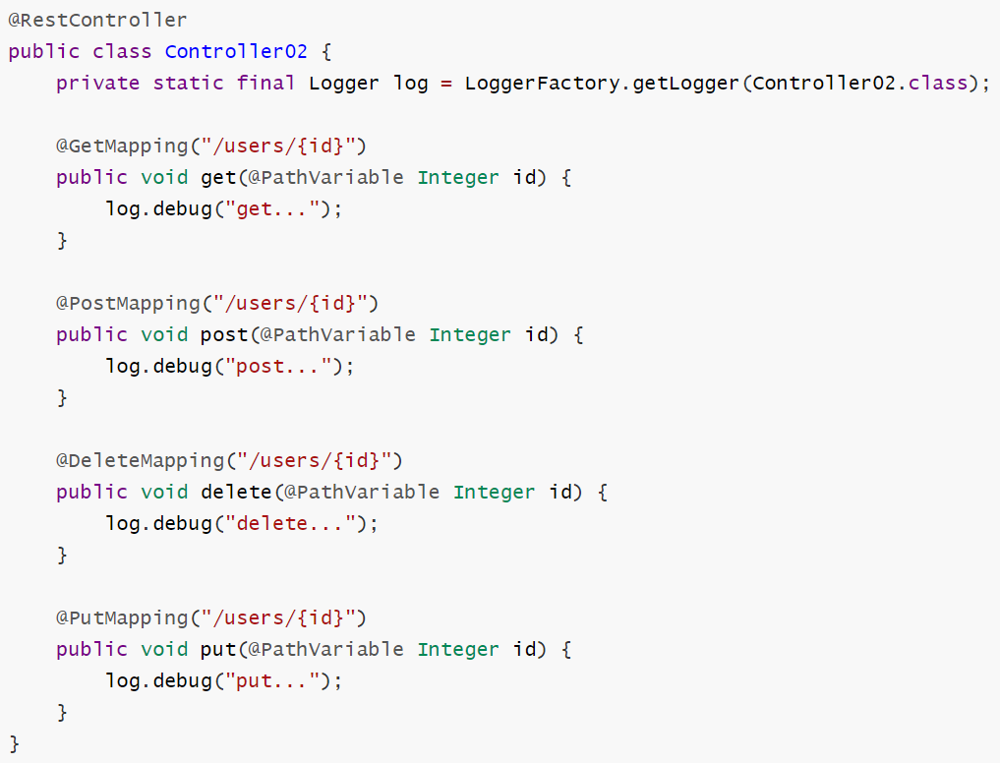 @RestController
public class Controller02 {
    private static final Logger log = LoggerFactory.getLogger(Controller02.class);

    @GetMapping("/users/{id}")
    public void get(@PathVariable Integer id) {
        log.debug("get...");
    }

    @PostMapping("/users/{id}")
    public void post(@PathVariable Integer id) {
        log.debug("post...");
    }

    @DeleteMapping("/users/{id}")
    public void delete(@PathVariable Integer id) {
        log.debug("delete...");
    }

    @PutMapping("/users/{id}")
    public void put(@PathVariable Integer id) {
        log.debug("put...");
    }
}